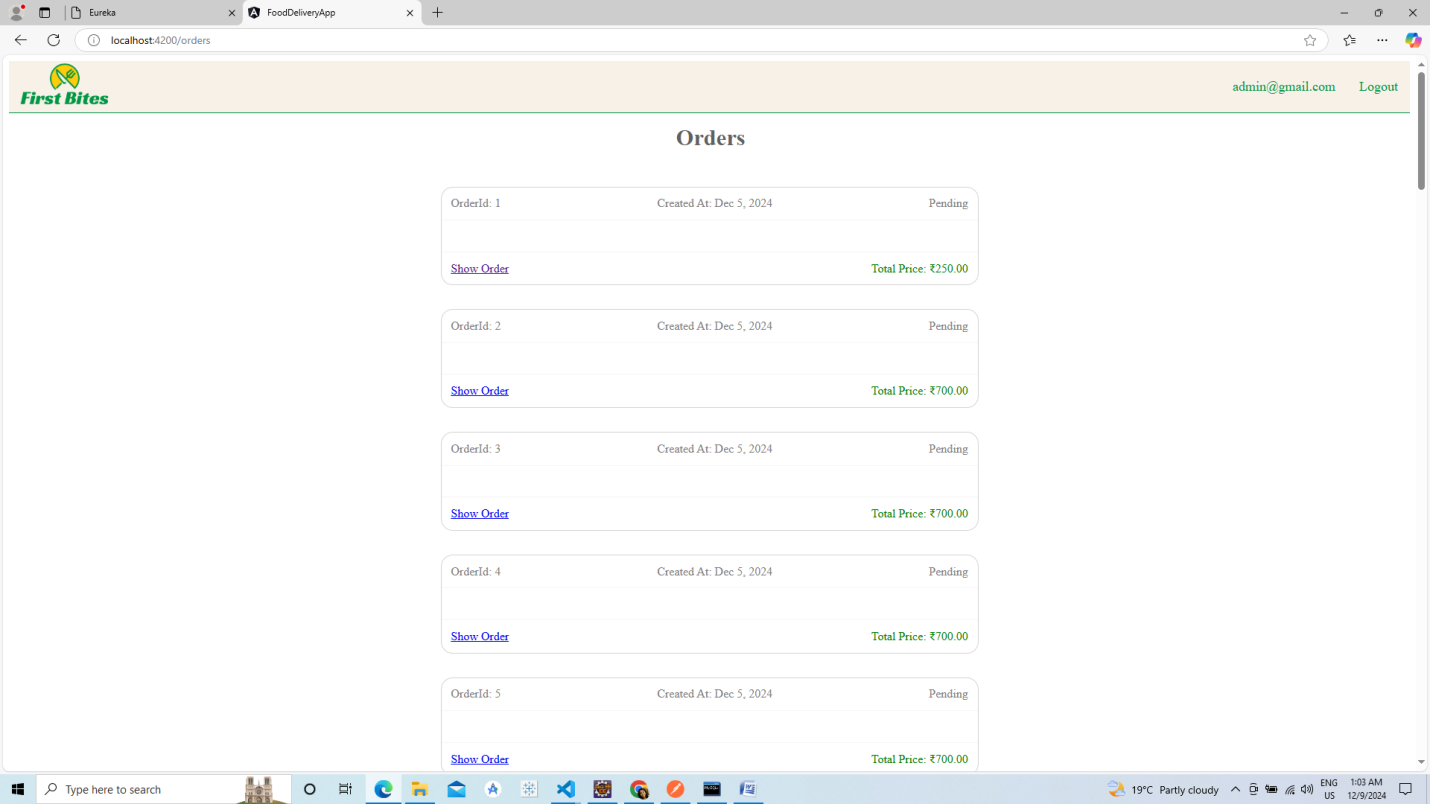 Eureka
FoodDeliveryApp
localhost:4200/orders
First Bites
admin@gmail.com Logout
Orders
OrderId: 1 Created At: Dec 5, 2024 Pending
Show Order Total Price: ₹250.00
OrderId: 2 Created At: Dec 5, 2024 Pending
Show Order Total Price: ₹700.00
OrderId: 3 Created At: Dec 5, 2024 Pending
Show Order Total Price: ₹700.00
OrderId: 4 Created At: Dec 5, 2024 Pending
Show Order Total Price: ₹700.00
OrderId: 5 Created At: Dec 5, 2024 Pending
Show Order Total Price: ₹700.00
Type here to search
19°C Partly cloudy
ENG
US
1:03 AM
12/9/2024